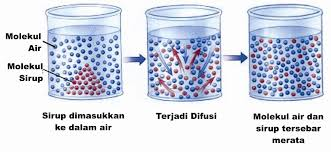 Molekul
Air
Molekul
Sirup
Sirup dimasukkan
ke dalam air
Terjadi Difusi
Molekul air dan
sirup tersebar
merata